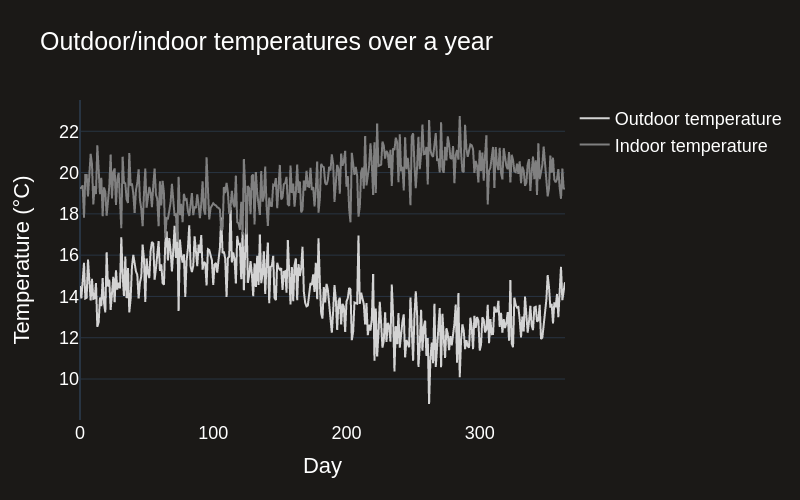 Outdoor/indoor temperatures over a year
Outdoor temperature
Indoor temperature
22
20
18
16
14
12
10
Temperature (°C)
0 100 200 300
Day